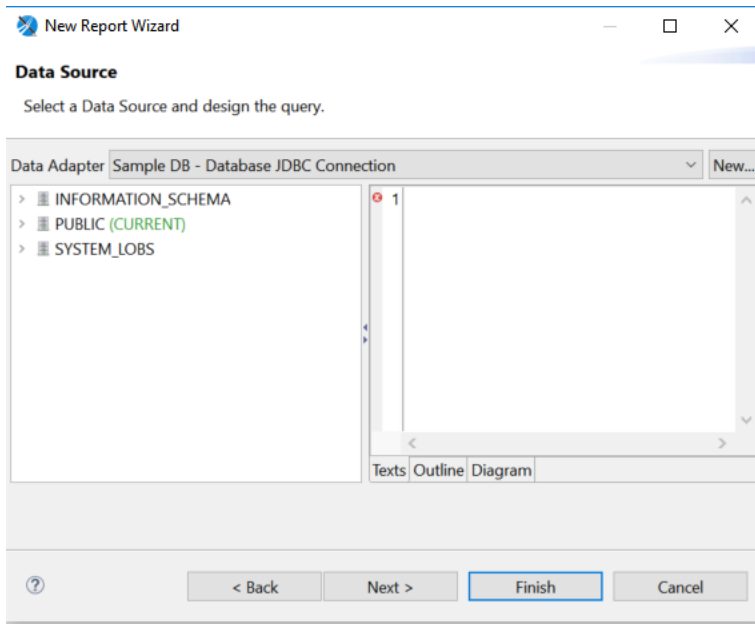 New Report Wizard
Data Source
Select a Data Source and design the query.
Data Adapter Sample DB - Database JDBC Connection New...
INFORMATION_SCHEMA
PUBLIC (CURRENT)
SYSTEM_LOBS
1
Texts Outline Diagram
? < Back Next > Finish Cancel